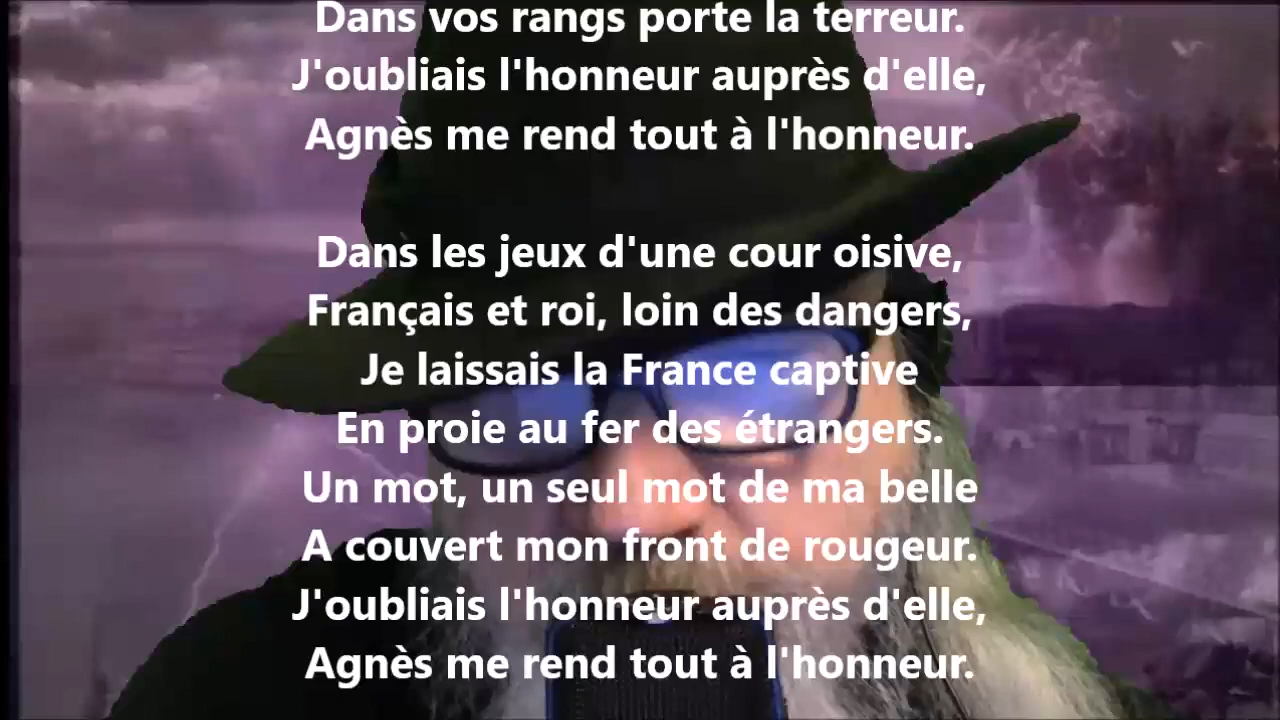 Dans vos rangs porte la terreur.
J'oubliais l'honneur auprès d'elle,
Agnès me rend tout à l'honneur.
Dans les jeux d'une cour oisive,
Français et roi, loin des dangers,
Je laissais la France captive
En proie au fer des étrangers.
Un mot, un seul mot de ma belle
A couvert mon front de rougeur.
J'oubliais l'honneur auprès d'elle,
Agnès me rend tout à l'honneur.